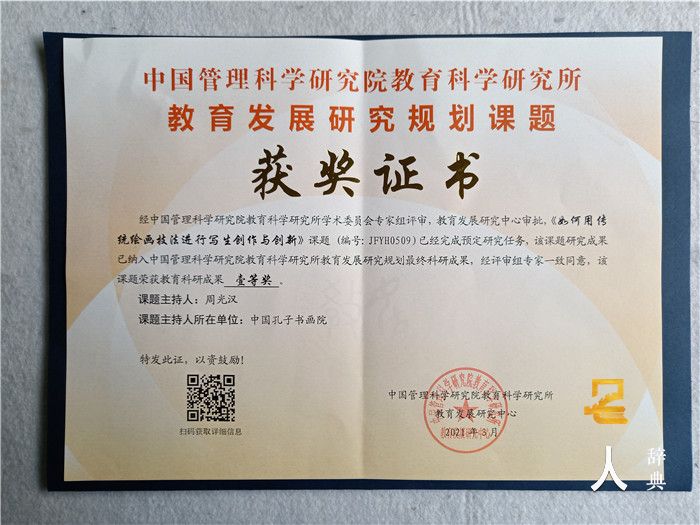 中国管理科学研究院教育科学研究所
教育发展研究规划课题
获奖证书
经中国管理科学研究院教育科学研究所学术委员会专家组评审，教育发展研究中心审批，《如何用传
统绘画技法进行写生创作与创新》课题（编号：JFYH0509）已经完成预定研究任务，该课题研究成果
已纳入中国管理科学研究院教育科学研究所教育发展研究规划最终科研成果，经评审组专家一致同意，该
课题荣获教育科研成果 壹等奖 。
课题主持人：周光汉
课题主持人所在单位：中国孔子书画院
特发此证，以资鼓励！
扫码获取详细信息
中国管理科学研究院教育科学研究所
教育发展研究中心
2021年3月
人 辞典